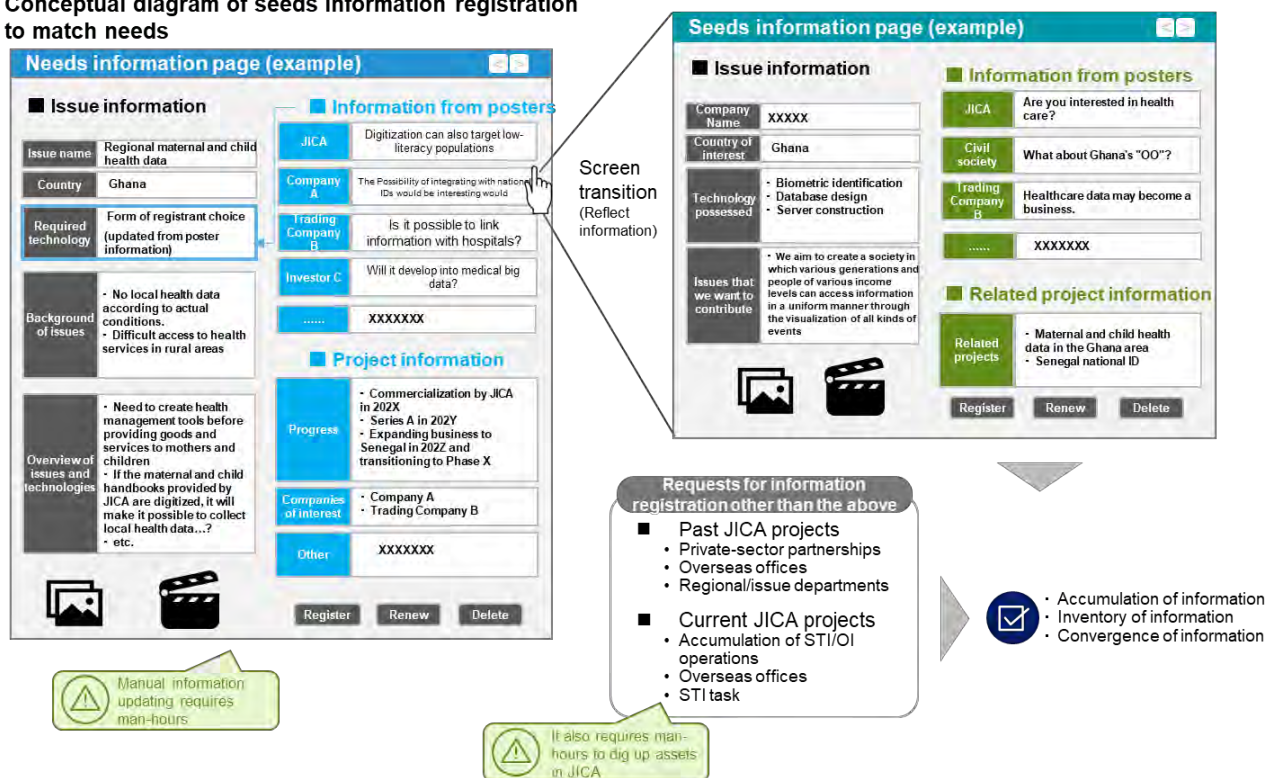 Conceptual diagram of seeds information registration
to match needs
Needs information page (example)
< >
■ Issue information
Issue name
Regional maternal and child
health data
Country
Ghana
Required
technology
Form of registrant choice
(updated from poster
information)
Background
of issues
· No local health data
according to actual
conditions.
· Difficult access to health
services in rural areas
Overview of
issues and
technologies
· Need to create health
management tools before
providing goods and
services to mothers and
children
· If the maternal and child
handbooks provided by
JICA are digitized, it will
make it possible to collect
local health data...?
· etc.
■ Information from posters
JICA
Digitization can also target low-
literacy populations
Company
A
The Possibility of integrating with national
IDs would be interesting would
Trading
Company
B
Is it possible to link
information with hospitals?
Investor C
Will it develop into medical big
data?
......
XXXXXXX
■ Project information
Progress
· Commercialization by JICA
in 202X
· Series A in 202Y
· Expanding business to
Senegal in 202Z and
transitioning to Phase X
Companies
of interest
· Company A
· Trading Company B
Other
XXXXXXX
Register Renew Delete
Manual information
updating requires
man-hours
Screen
transition
(Reflect
information)
Seeds information page (example)
< >
■ Issue information
Company
Name
XXXXX
Country of
interest
Ghana
Technology
possessed
· Biometric identification
· Database design
· Server construction
Issues that
we want to
contribute
· We aim to create a society in
which various generations and
people of various income
levels can access information
in a uniform manner through
the visualization of all kinds of
events
■ Information from posters
JICA
Are you interested in health
care?
Civil
society
What about Ghana's "OO"?
Trading
Company
B
Healthcare data may become a
business.
......
XXXXXXX
■ Related project information
Related
projects
· Maternal and child health
data in the Ghana area
· Senegal national ID
Register Renew Delete
Requests for information
registration other than the above
■ Past JICA projects
• Private-sector partnerships
• Overseas offices
• Regional/issue departments
■ Current JICA projects
• Accumulation of STI/OI
operations
• Overseas offices
• STI task
It also requires man-
hours to dig up assets
in JICA
· Accumulation of information
· Inventory of information
· Convergence of information